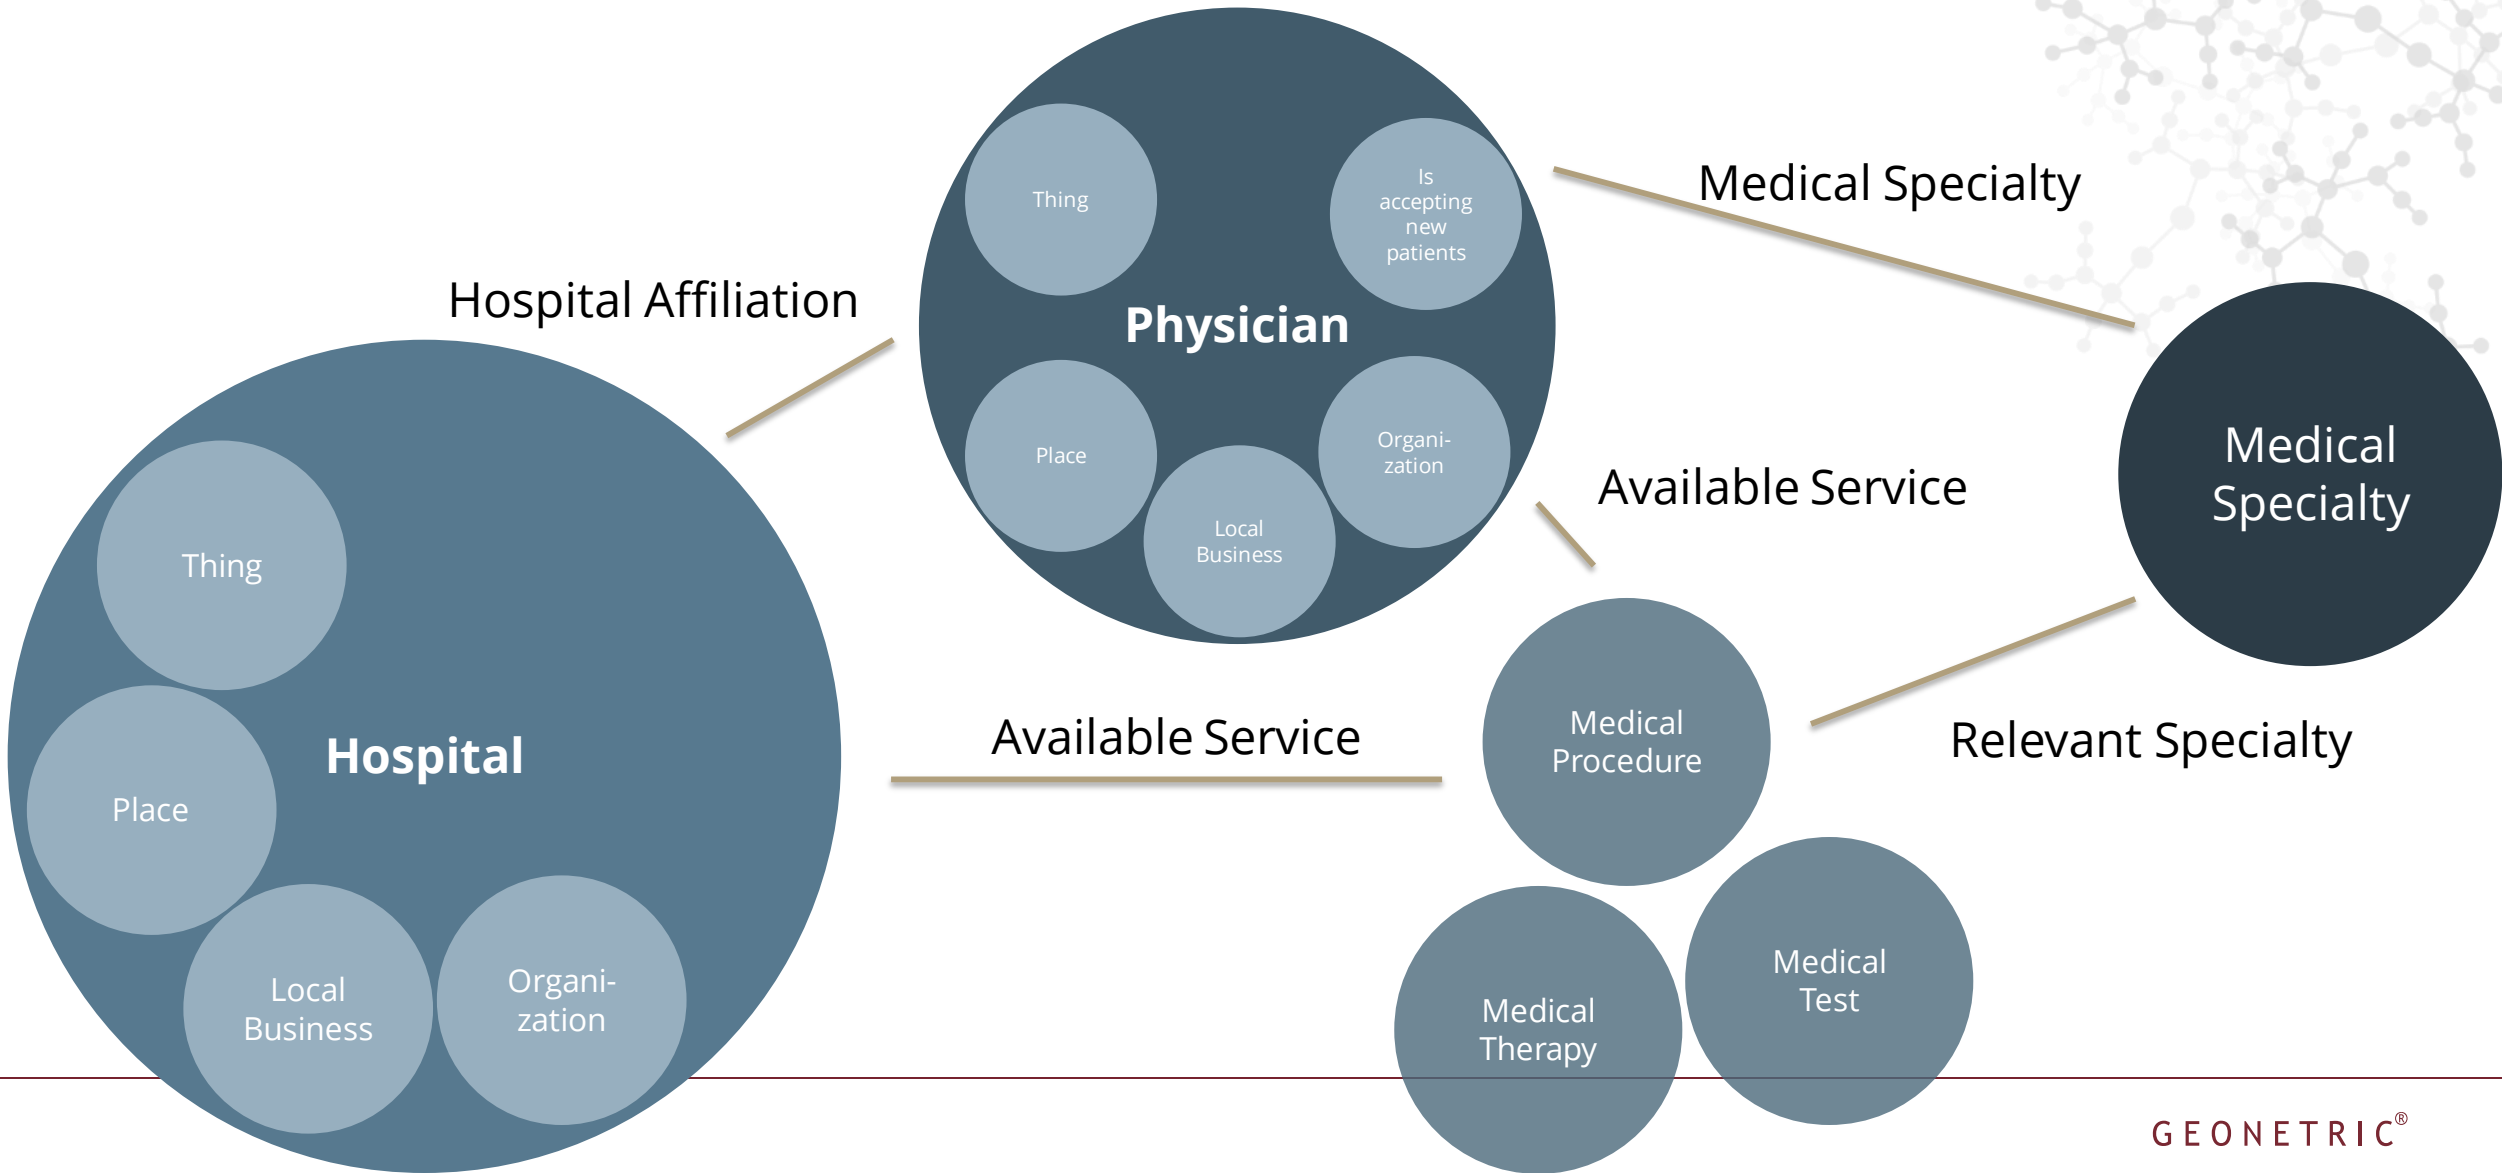 Thing
Is
accepting
new
patients
Physician
Place
Organi-
zation
Local
Business
Medical Specialty
Hospital Affiliation
Medical
Specialty
Available Service
Thing
Hospital
Place
Local
Business
Organi-
zation
Available Service
Medical
Procedure
Relevant Specialty
Medical
Test
Medical
Therapy
GEONETRIC®